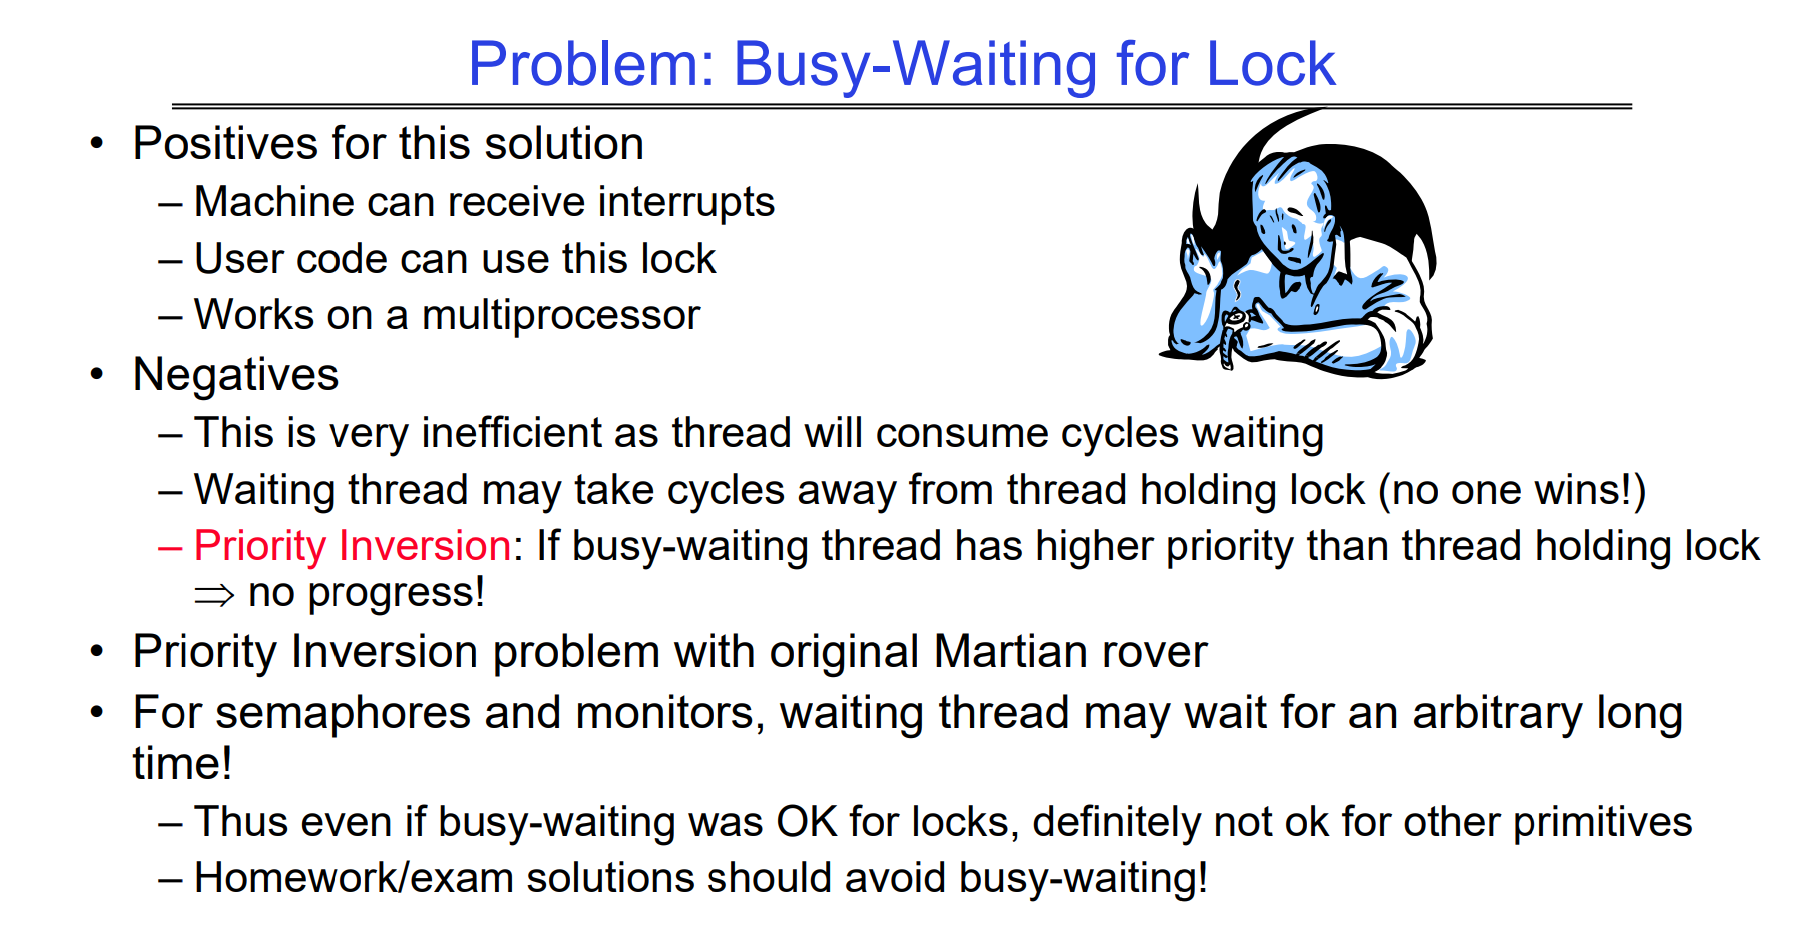 Problem: Busy-Waiting for Lock
• Positives for this solution
– Machine can receive interrupts
– User code can use this lock
– Works on a multiprocessor
• Negatives
– This is very inefficient as thread will consume cycles waiting
– Waiting thread may take cycles away from thread holding lock (no one wins!)
– Priority Inversion: If busy-waiting thread has higher priority than thread holding lock
⇒ no progress!
• Priority Inversion problem with original Martian rover
• For semaphores and monitors, waiting thread may wait for an arbitrary long
time!
– Thus even if busy-waiting was OK for locks, definitely not ok for other primitives
– Homework/exam solutions should avoid busy-waiting!